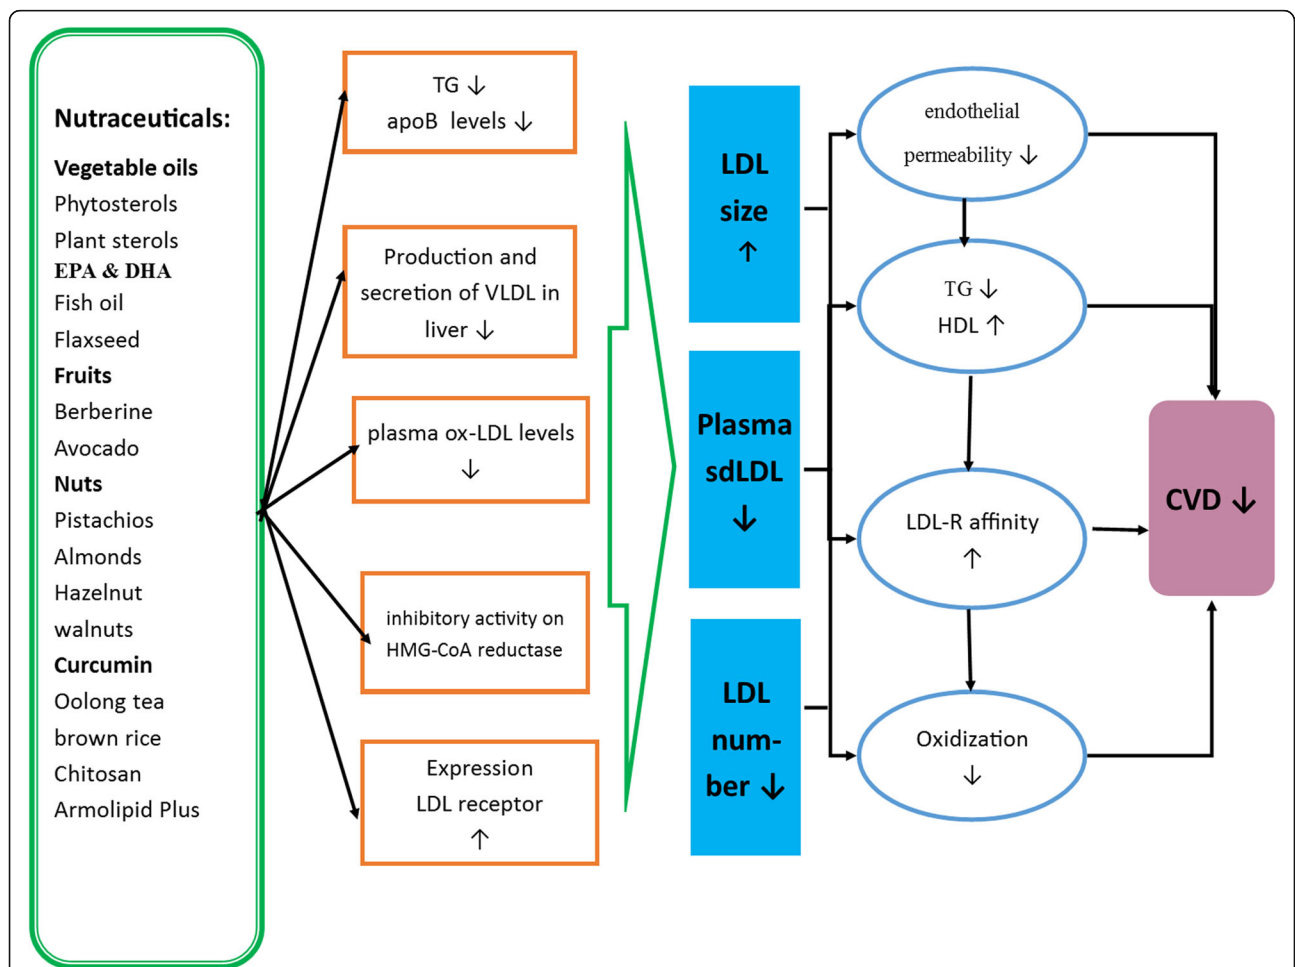 Nutraceuticals:
Vegetable oils
Phytosterols
Plant sterols
EPA & DHA
Fish oil
Flaxseed
Fruits
Berberine
Avocado
Nuts
Pistachios
Almonds
Hazelnut
walnuts
Curcumin
Oolong tea
brown rice
Chitosan
Armolipid Plus
TG ↓
apoB levels ↓
Production and
secretion of VLDL in
liver ↓
plasma ox-LDL levels
↓
inhibitory activity on
HMG-CoA reductase
Expression
LDL receptor
↑
LDL
size
↑
Plasma
sdLDL
↓
LDL
num-
ber ↓
endothelial
permeability ↓
TG ↓
HDL ↑
LDL-R affinity
↑
Oxidization
↓
CVD ↓